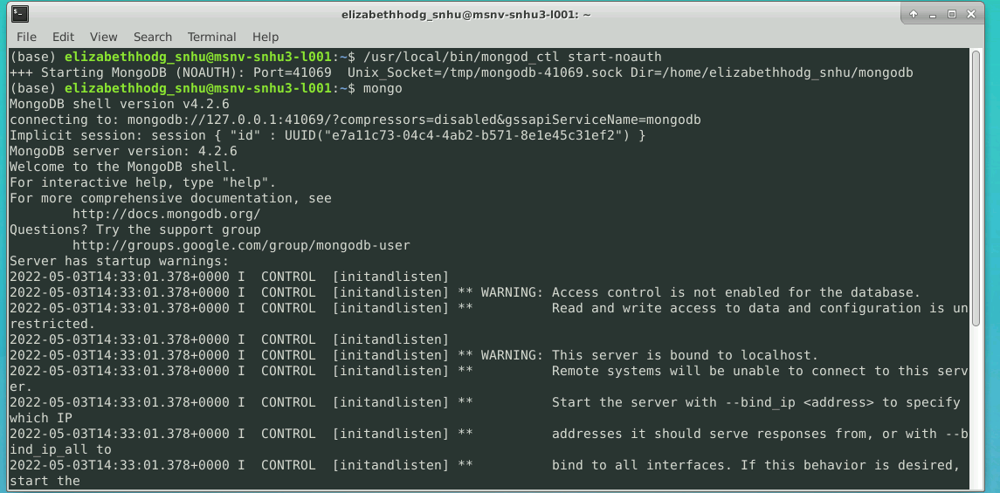 elizabethhodg_snhu@msnv-snhu3-l001: ~
File Edit View Search Terminal Help
(base) elizabethhodg_snhu@msnv-snhu3-l001:~$ /usr/local/bin/mongod_ctl start-noauth
+++ Starting MongoDB (NOAUTH): Port=41069  Unix_Socket=/tmp/mongodb-41069.sock Dir=/home/elizabethhodg_snhu/mongodb
(base) elizabethhodg_snhu@msnv-snhu3-l001:~$ mongo
MongoDB shell version v4.2.6
connecting to: mongodb://127.0.0.1:41069/?compressors=disabled&gssapiServiceName=mongodb
Implicit session: session { "id" : UUID("e7a11c73-04c4-4ab2-b571-8e1e45c31ef2") }
MongoDB server version: 4.2.6
Welcome to the MongoDB shell.
For interactive help, type "help".
For more comprehensive documentation, see
        http://docs.mongodb.org/
Questions? Try the support group
        http://groups.google.com/group/mongodb-user
Server has startup warnings:
2022-05-03T14:33:01.378+0000 I  CONTROL  [initandlisten]
2022-05-03T14:33:01.378+0000 I  CONTROL  [initandlisten] ** WARNING: Access control is not enabled for the database.
2022-05-03T14:33:01.378+0000 I  CONTROL  [initandlisten] **          Read and write access to data and configuration is un
restricted.
2022-05-03T14:33:01.378+0000 I  CONTROL  [initandlisten]
2022-05-03T14:33:01.378+0000 I  CONTROL  [initandlisten] ** WARNING: This server is bound to localhost.
2022-05-03T14:33:01.378+0000 I  CONTROL  [initandlisten] **          Remote systems will be unable to connect to this serv
er.
2022-05-03T14:33:01.378+0000 I  CONTROL  [initandlisten] **          Start the server with --bind_ip <address> to specify
which IP
2022-05-03T14:33:01.378+0000 I  CONTROL  [initandlisten] **          addresses it should serve responses from, or with --b
ind_ip_all to
2022-05-03T14:33:01.378+0000 I  CONTROL  [initandlisten] **          bind to all interfaces. If this behavior is desired,
start the